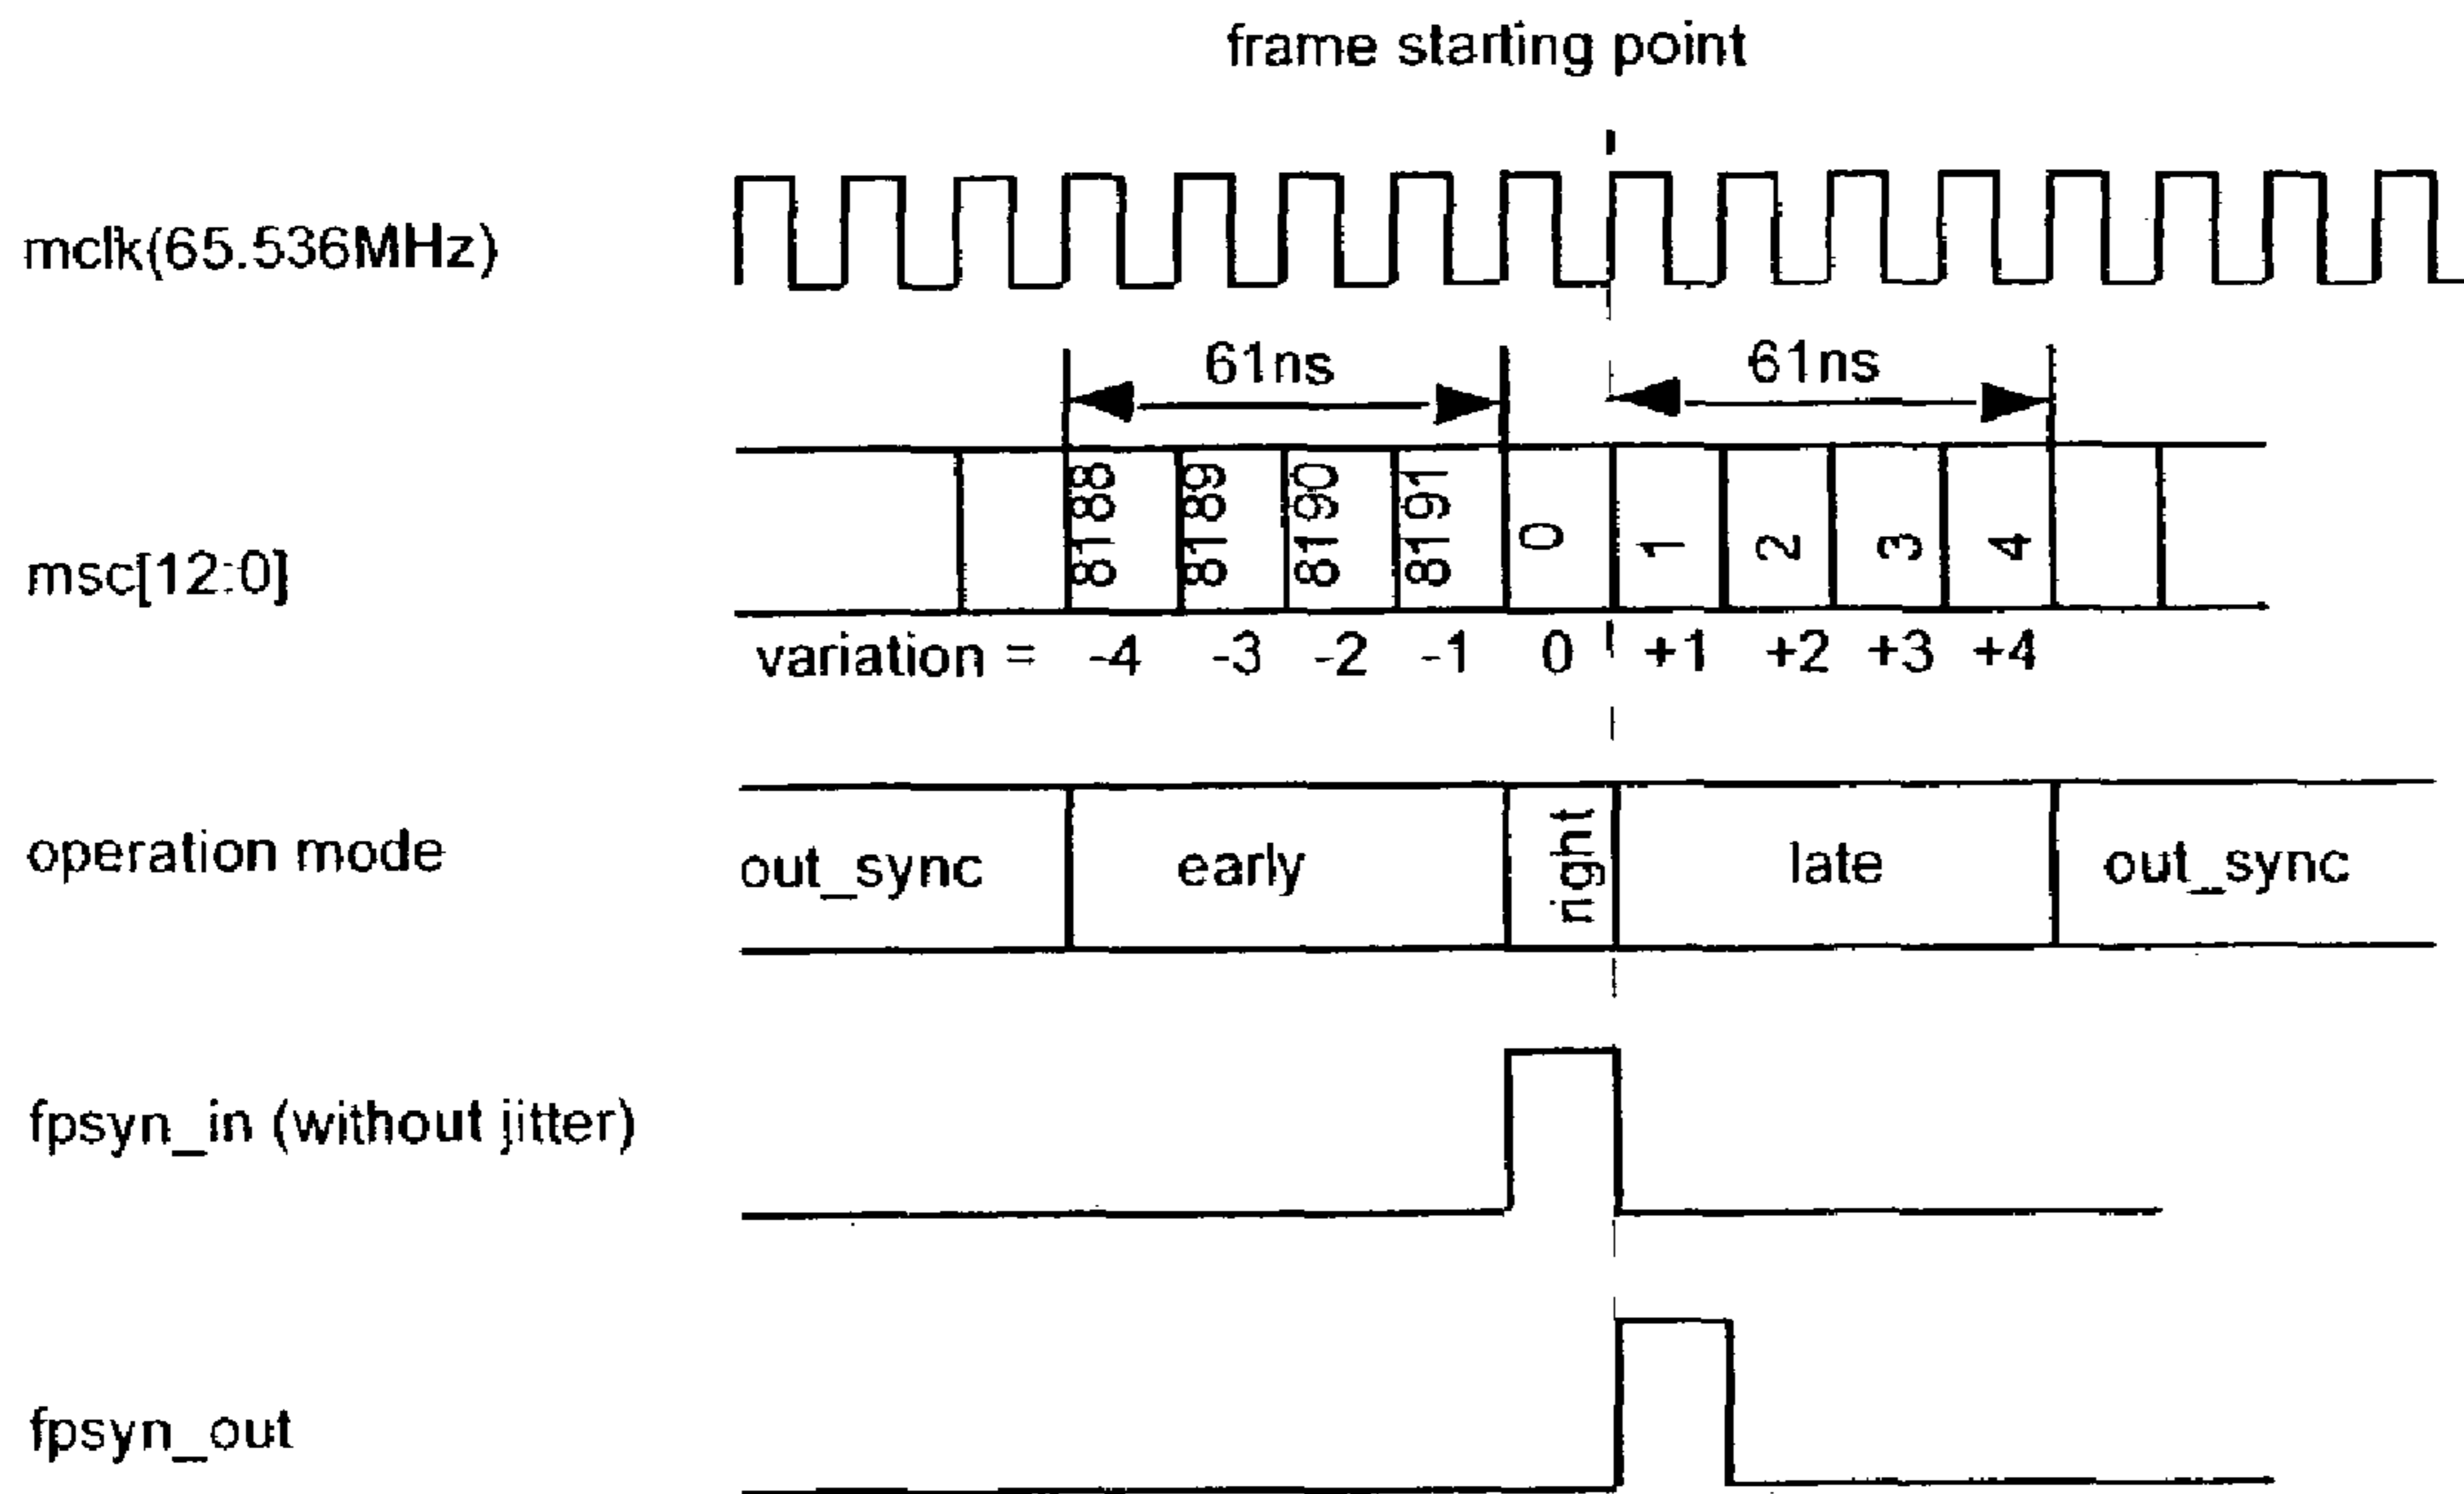 frame starting point
mclk(65.536MHz)
61ns 61ns
msc[12:0]
8188 8189 8190 8191 0 1 2 3 4
variation = -4 -3 -2 -1 0 +1 +2 +3 +4
operation mode
out_sync early right late out_sync
fpsyn_in (without jitter)
fpsyn_out